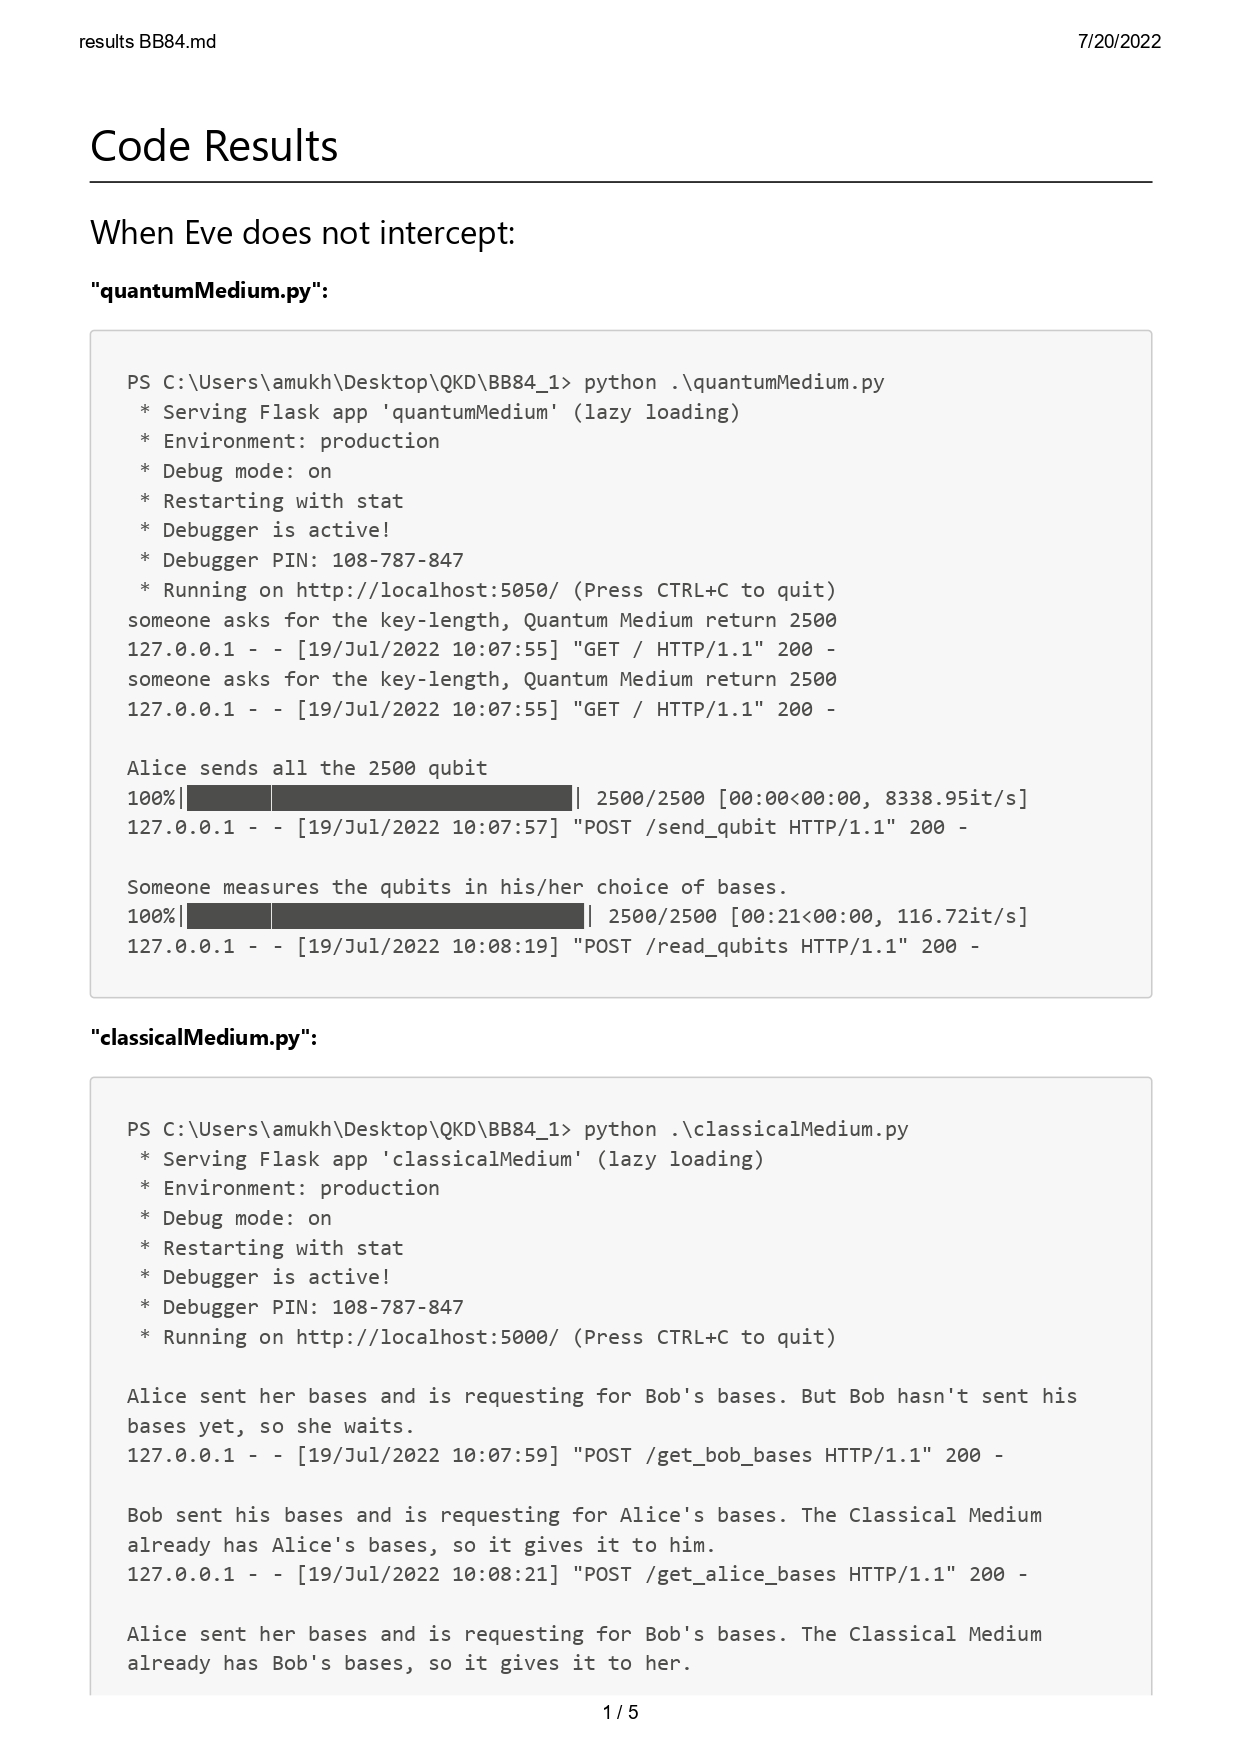 results BB84.md
7/20/2022
Code Results
When Eve does not intercept:
"quantumMedium.py":
PS C:\Users\amukh\Desktop\QKD\BB84_1> python .\quantumMedium.py
 * Serving Flask app 'quantumMedium' (lazy loading)
 * Environment: production
 * Debug mode: on
 * Restarting with stat
 * Debugger is active!
 * Debugger PIN: 108-787-847
 * Running on http://localhost:5050/ (Press CTRL+C to quit)
someone asks for the key-length, Quantum Medium return 2500
127.0.0.1 - - [19/Jul/2022 10:07:55] "GET / HTTP/1.1" 200 -
someone asks for the key-length, Quantum Medium return 2500
127.0.0.1 - - [19/Jul/2022 10:07:55] "GET / HTTP/1.1" 200 -
Alice sends all the 2500 qubit
100%|████████████████████████████████| 2500/2500 [00:00<00:00, 8338.95it/s]
127.0.0.1 - - [19/Jul/2022 10:07:57] "POST /send_qubit HTTP/1.1" 200 -
Someone measures the qubits in his/her choice of bases.
100%|█████████████████████████████████| 2500/2500 [00:21<00:00, 116.72it/s]
127.0.0.1 - - [19/Jul/2022 10:08:19] "POST /read_qubits HTTP/1.1" 200 -
"classicalMedium.py":
PS C:\Users\amukh\Desktop\QKD\BB84_1> python .\classicalMedium.py
 * Serving Flask app 'classicalMedium' (lazy loading)
 * Environment: production
 * Debug mode: on
 * Restarting with stat
 * Debugger is active!
 * Debugger PIN: 108-787-847
 * Running on http://localhost:5000/ (Press CTRL+C to quit)
Alice sent her bases and is requesting for Bob's bases. But Bob hasn't sent his
bases yet, so she waits.
127.0.0.1 - - [19/Jul/2022 10:07:59] "POST /get_bob_bases HTTP/1.1" 200 -
Bob sent his bases and is requesting for Alice's bases. The Classical Medium
already has Alice's bases, so it gives it to him.
127.0.0.1 - - [19/Jul/2022 10:08:21] "POST /get_alice_bases HTTP/1.1" 200 -
Alice sent her bases and is requesting for Bob's bases. The Classical Medium
already has Bob's bases, so it gives it to her.
1 / 5